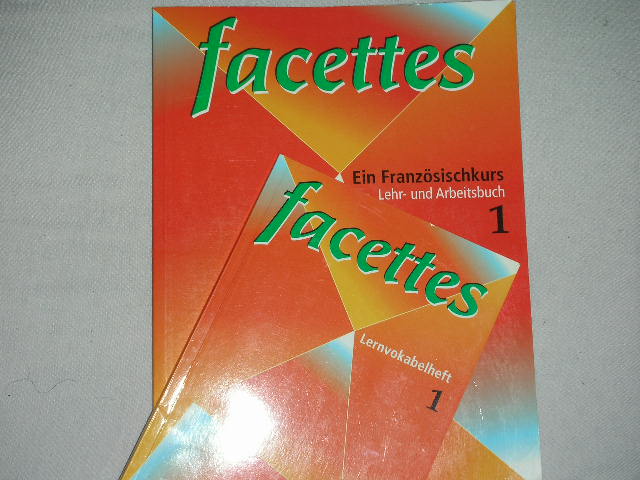 facettes
Ein Französischkurs
Lehr- und Arbeitsbuch
1
facettes
Lernvokabelheft
1